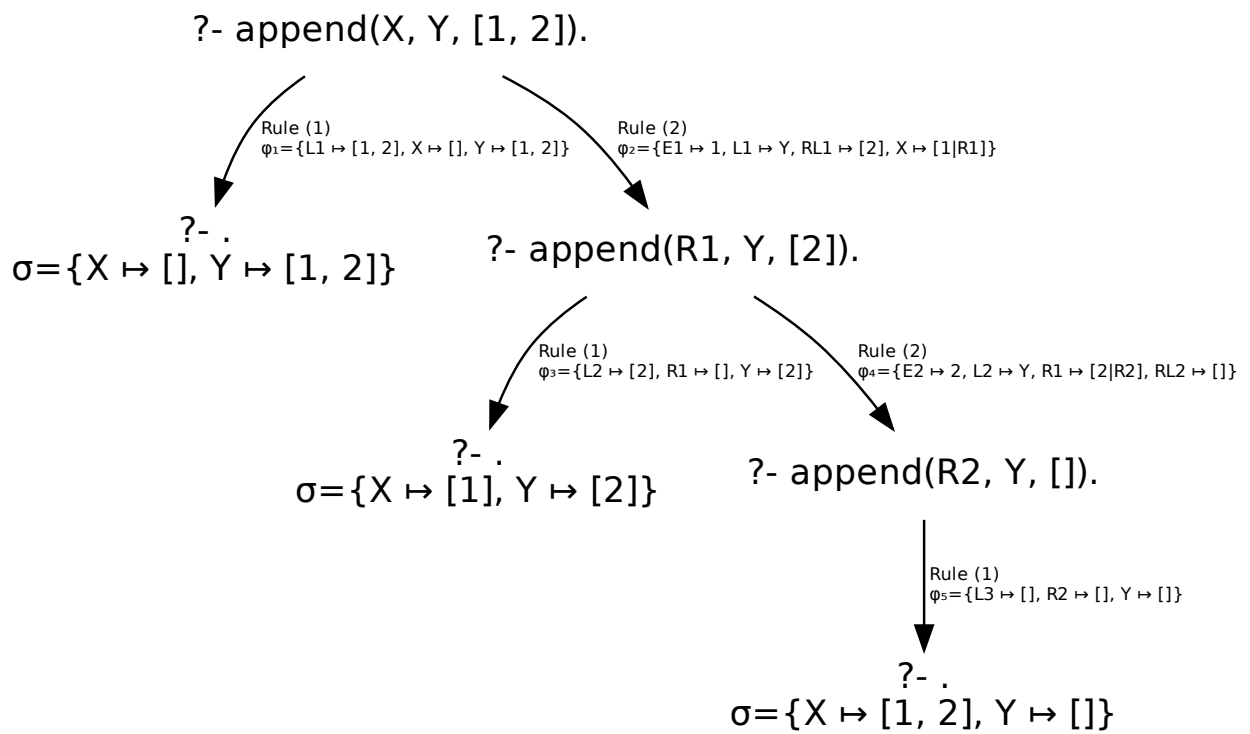 ?- append(X, Y, [1, 2]).
Rule (1)
φ₁={L1 ↦ [1, 2], X ↦ [], Y ↦ [1, 2]}
Rule (2)
φ₂={E1 ↦ 1, L1 ↦ Y, RL1 ↦ [2], X ↦ [1|R1]}
?- .
σ={X ↦ [], Y ↦ [1, 2]}
?- append(R1, Y, [2]).
Rule (1)
φ₃={L2 ↦ [2], R1 ↦ [], Y ↦ [2]}
Rule (2)
φ₄={E2 ↦ 2, L2 ↦ Y, R1 ↦ [2|R2], RL2 ↦ []}
?- .
σ={X ↦ [1], Y ↦ [2]}
?- append(R2, Y, []).
Rule (1)
φ₅={L3 ↦ [], R2 ↦ [], Y ↦ []}
?- .
σ={X ↦ [1, 2], Y ↦ []}